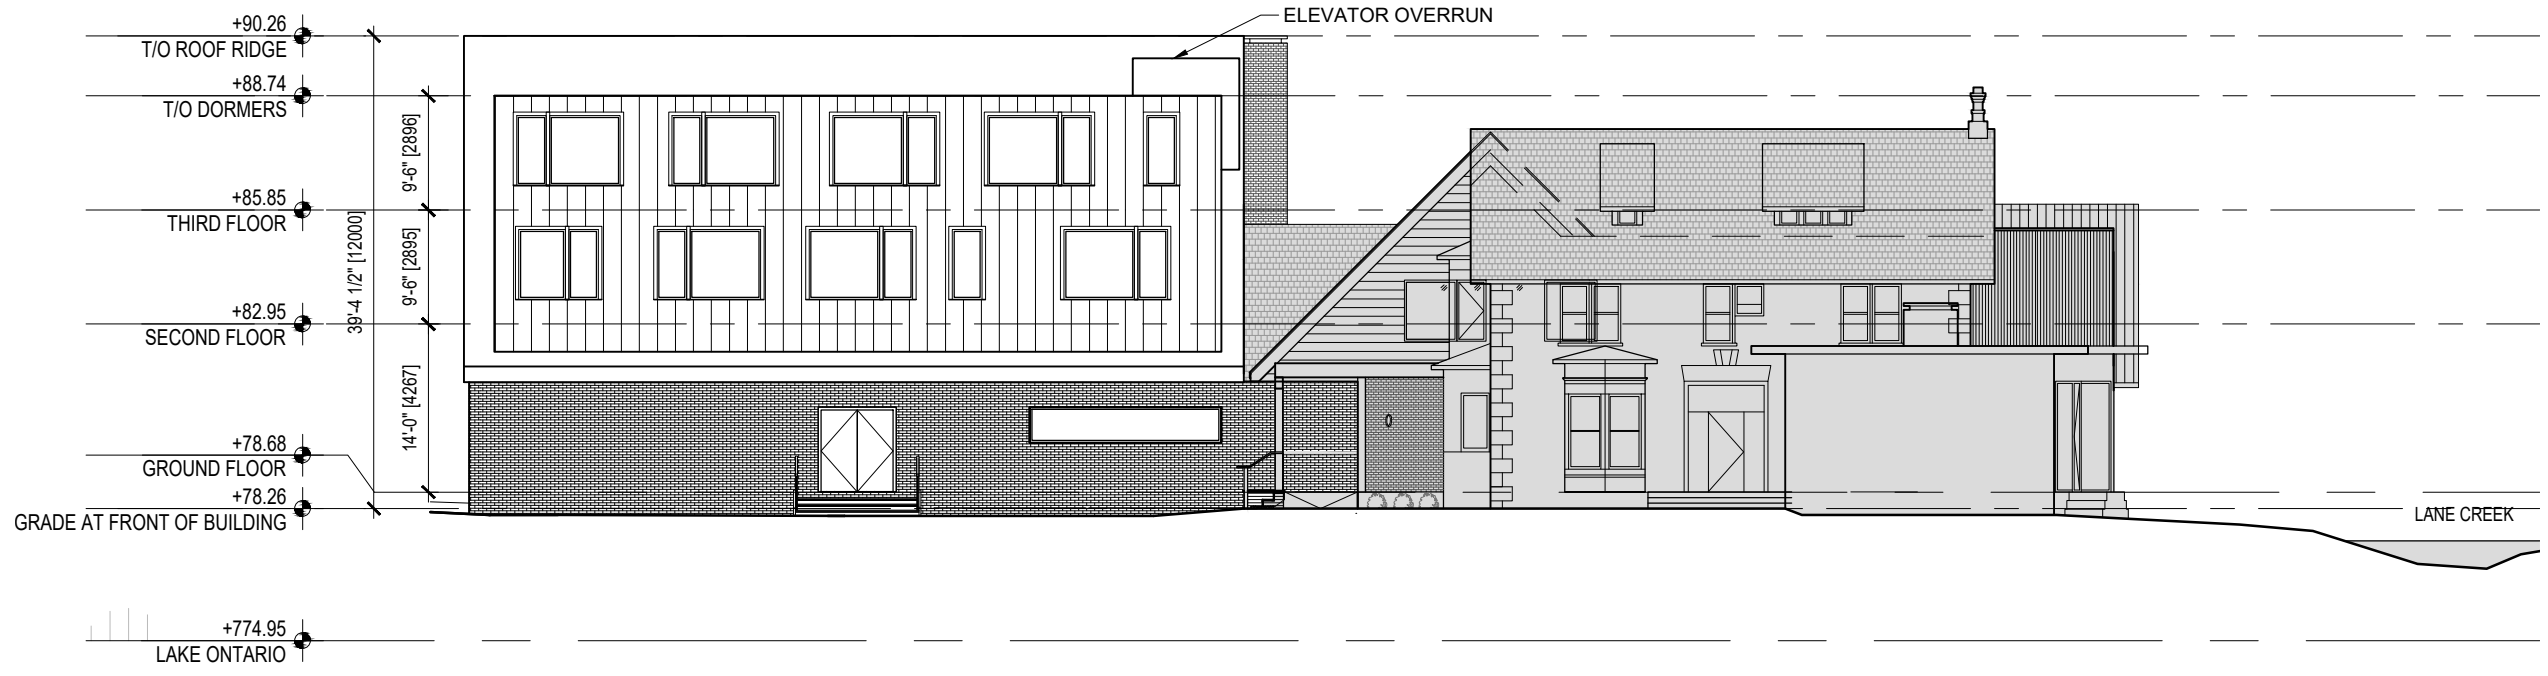 ELEVATOR OVERRUN
+90.26
T/O ROOF RIDGE
+88.74
T/O DORMERS
9'-6" [2896]
+85.85
THIRD FLOOR
39'-4 1/2" [12000]
9'-6" [2895]
+82.95
SECOND FLOOR
14'-0" [4267]
+78.68
GROUND FLOOR
+78.26
GRADE AT FRONT OF BUILDING
LANE CREEK
+774.95
LAKE ONTARIO